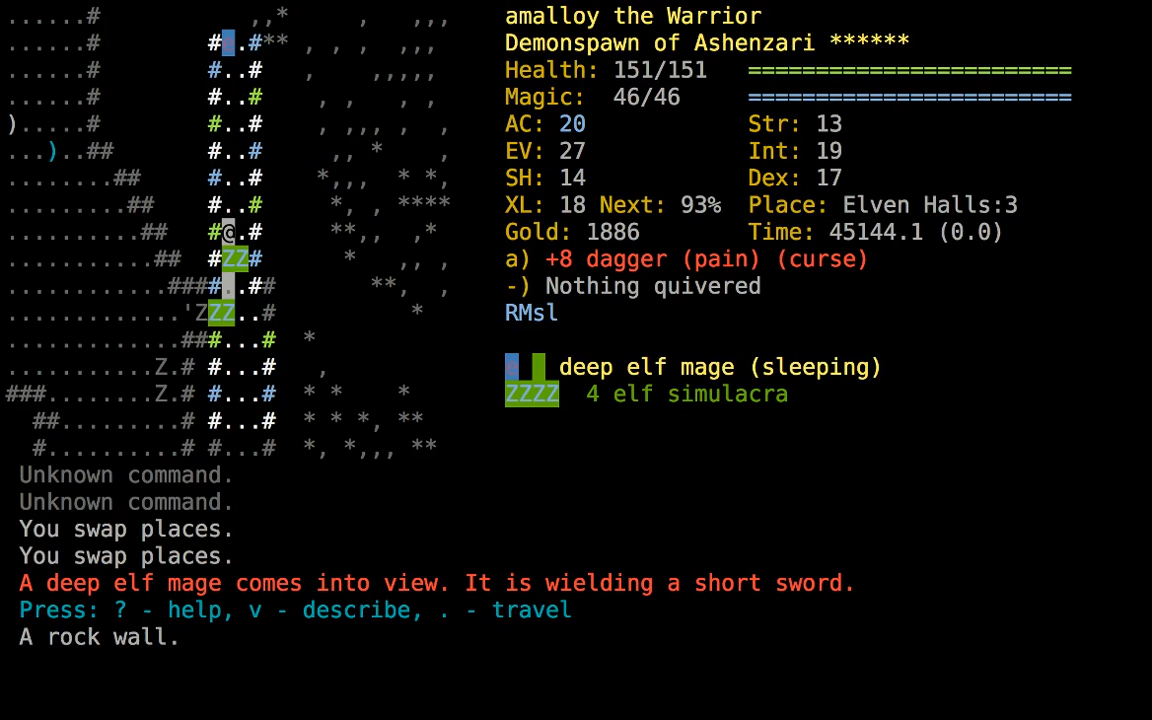 ......#                   ,,*         ,    ,,,
......#        #e.#** , , ,  ,,,
......#        #..#    ,    ,,,,,
......#        #..#     , ,   , ,
).....#        #..#     , ,,, ,  ,
...)..##       #..#      ,, *    ,
........##     #..#     *,,,  * *,
.........##    #..#      *, , ****
..........##   #@.#      **,,  ,*
...........##  #ZZ#       *   ,, ,
............####..##        **,  ,
.............'ZZZ..#           *
.............###...#  *
...........Z.# #...#   ,
###........Z.# #...#  * *   *
  ##.........# #...#  * * *, **
  #..........# #...#  *, *,,, **
amalloy the Warrior
Demonspawn of Ashenzari ******
Health: 151/151 ========================
Magic: 46/46 ========================
AC: 20 Str: 13
EV: 27 Int: 19
SH: 14 Dex: 17
XL: 18 Next: 93% Place: Elven Halls:3
Gold: 1886 Time: 45144.1 (0.0)
a) +8 dagger (pain) (curse)
-) Nothing quivered
RMsl
e deep elf mage (sleeping)
ZZZZ 4 elf simulacra
Unknown command.
Unknown command.
You swap places.
You swap places.
A deep elf mage comes into view. It is wielding a short sword.
Press: ? - help, v - describe, . - travel
A rock wall.